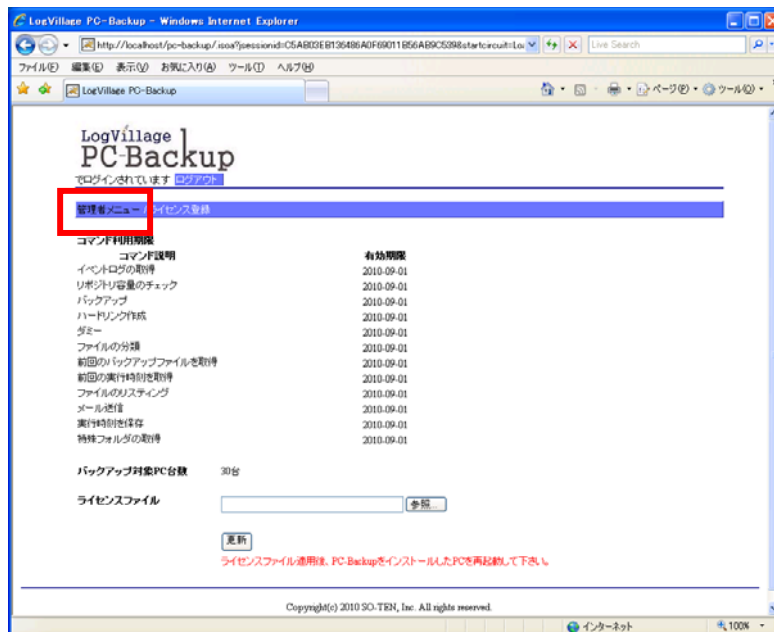 LogVillage PC-Backup - Windows Internet Explorer
http://localhost/pc-backup/.isoa?jsessionid=C5AB03EB136486A0F69011B56AB9C539&startcircuit=Lo
Live Search
ファイル(F) 編集(E) 表示(V) お気に入り(A) ツール(T) ヘルプ(H)
LogVillage PC-Backup
ページ(P) ツール(O)
LogVillage
PC-Backup
でログインされています ログアウト
管理者メニュー / ライセンス登録
コマンド利用期限
コマンド説明 有効期限
イベントログの取得 2010-09-01
リポジトリ容量のチェック 2010-09-01
バックアップ 2010-09-01
ハードリンク作成 2010-09-01
ダミー 2010-09-01
ファイルの分類 2010-09-01
前回のバックアップファイルを取得 2010-09-01
前回の実行時刻を取得 2010-09-01
ファイルのリスティング 2010-09-01
メール送信 2010-09-01
実行時刻を保存 2010-09-01
特殊フォルダの取得 2010-09-01
バックアップ対象PC台数 30台
ライセンスファイル 参照...
更新
ライセンスファイル適用後、PC-BackupをインストールしたPCを再起動して下さい。
Copyright(c) 2010 SO-TEN, Inc. All rights reserved.
インターネット 100%